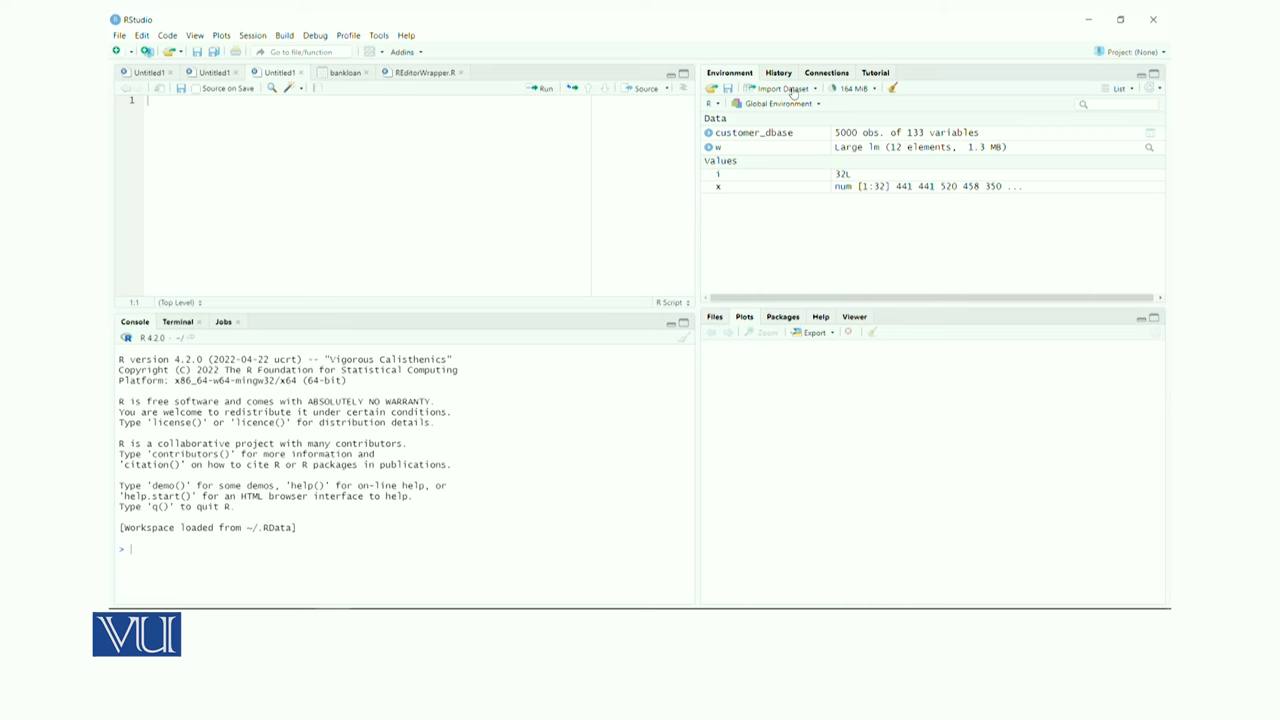 RStudio
File Edit Code View Plots Session Build Debug Profile Tools Help
Go to file/function Addins Project: (None)
Untitled1 Untitled1 Untitled1 bankloan REditorWrapper.R
Source on Save Run Source
1
1:1 (Top Level) R Script
Console Terminal Jobs
R 4.2.0 · ~/
R version 4.2.0 (2022-04-22 ucrt) -- "Vigorous Calisthenics"
Copyright (C) 2022 The R Foundation for Statistical Computing
Platform: x86_64-w64-mingw32/x64 (64-bit)
R is free software and comes with ABSOLUTELY NO WARRANTY.
You are welcome to redistribute it under certain conditions.
Type 'license()' or 'licence()' for distribution details.
R is a collaborative project with many contributors.
Type 'contributors()' for more information and
'citation()' on how to cite R or R packages in publications.
Type 'demo()' for some demos, 'help()' for on-line help, or
'help.start()' for an HTML browser interface to help.
Type 'q()' to quit R.
[Workspace loaded from ~/.RData]
>
Environment History Connections Tutorial
Import Dataset 164 MiB List
R Global Environment
Data
customer_dbase 5000 obs. of 133 variables
w Large lm (12 elements, 1.3 MB)
Values
i 32L
x num [1:32] 441 441 520 458 350 ...
Files Plots Packages Help Viewer
Zoom Export
VU